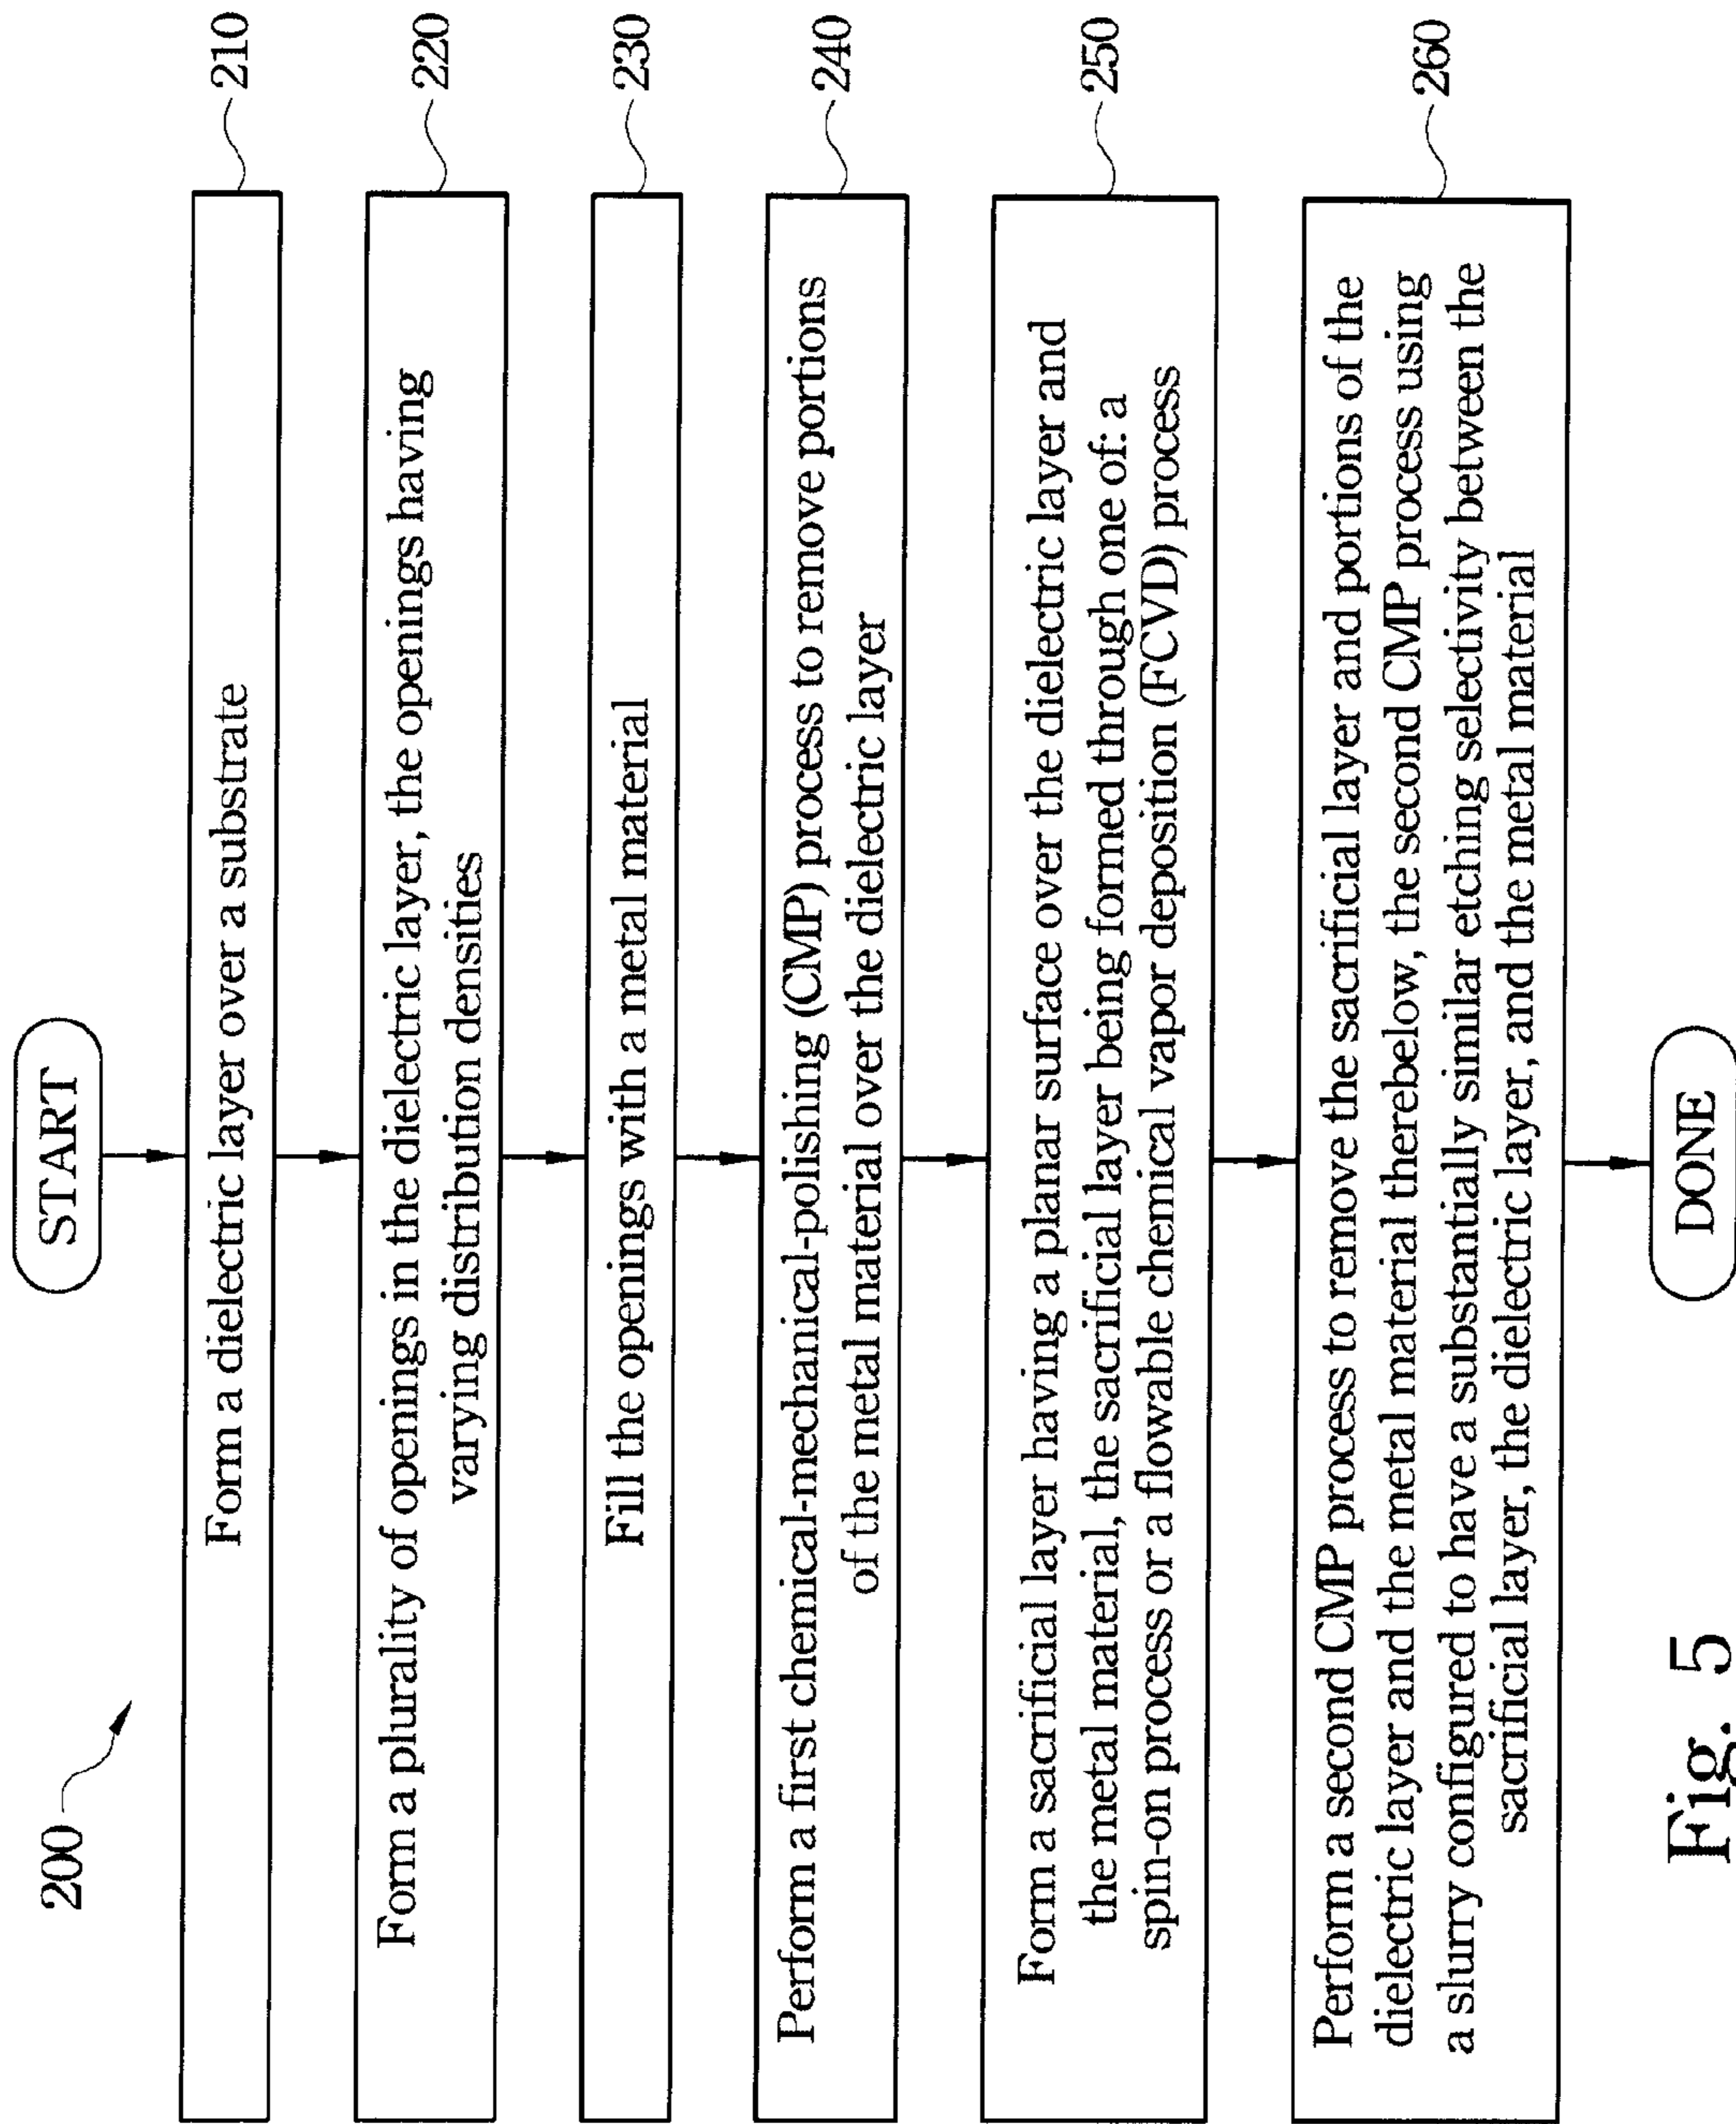 200
START
Form a dielectric layer over a substrate
210
Form a plurality of openings in the dielectric layer, the openings having
varying distribution densities
220
Fill the openings with a metal material
230
Perform a first chemical-mechanical-polishing (CMP) process to remove portions
of the metal material over the dielectric layer
240
Form a sacrificial layer having a planar surface over the dielectric layer and
the metal material, the sacrificial layer being formed through one of: a
spin-on process or a flowable chemical vapor deposition (FCVD) process
250
Perform a second CMP process to remove the sacrificial layer and portions of the
dielectric layer and the metal material therebelow, the second CMP process using
a slurry configured to have a substantially similar etching selectivity between the
sacrificial layer, the dielectric layer, and the metal material
260
DONE
Fig. 5